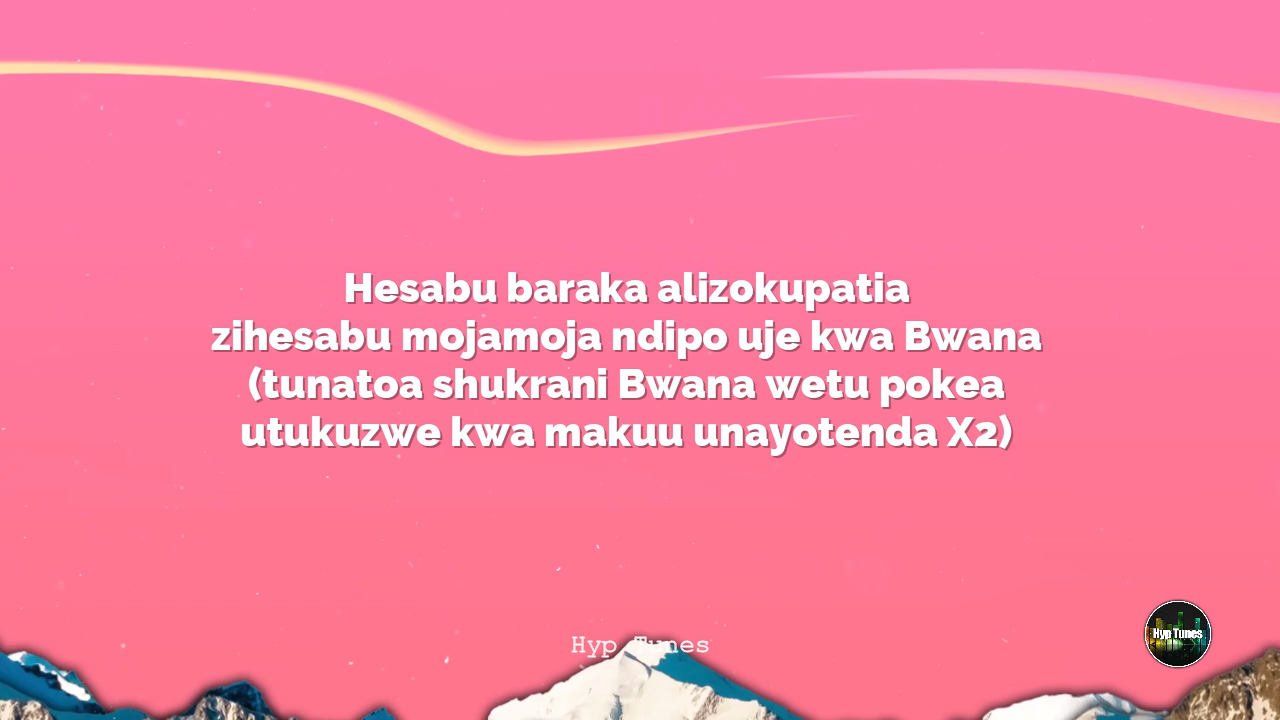 Hesabu baraka alizokupatia
zihesabu mojamoja ndipo uje kwa Bwana
(tunatoa shukrani Bwana wetu pokea
utukuzwe kwa makuu unayotenda X2)
Hyp Tunes
Hyp Tunes